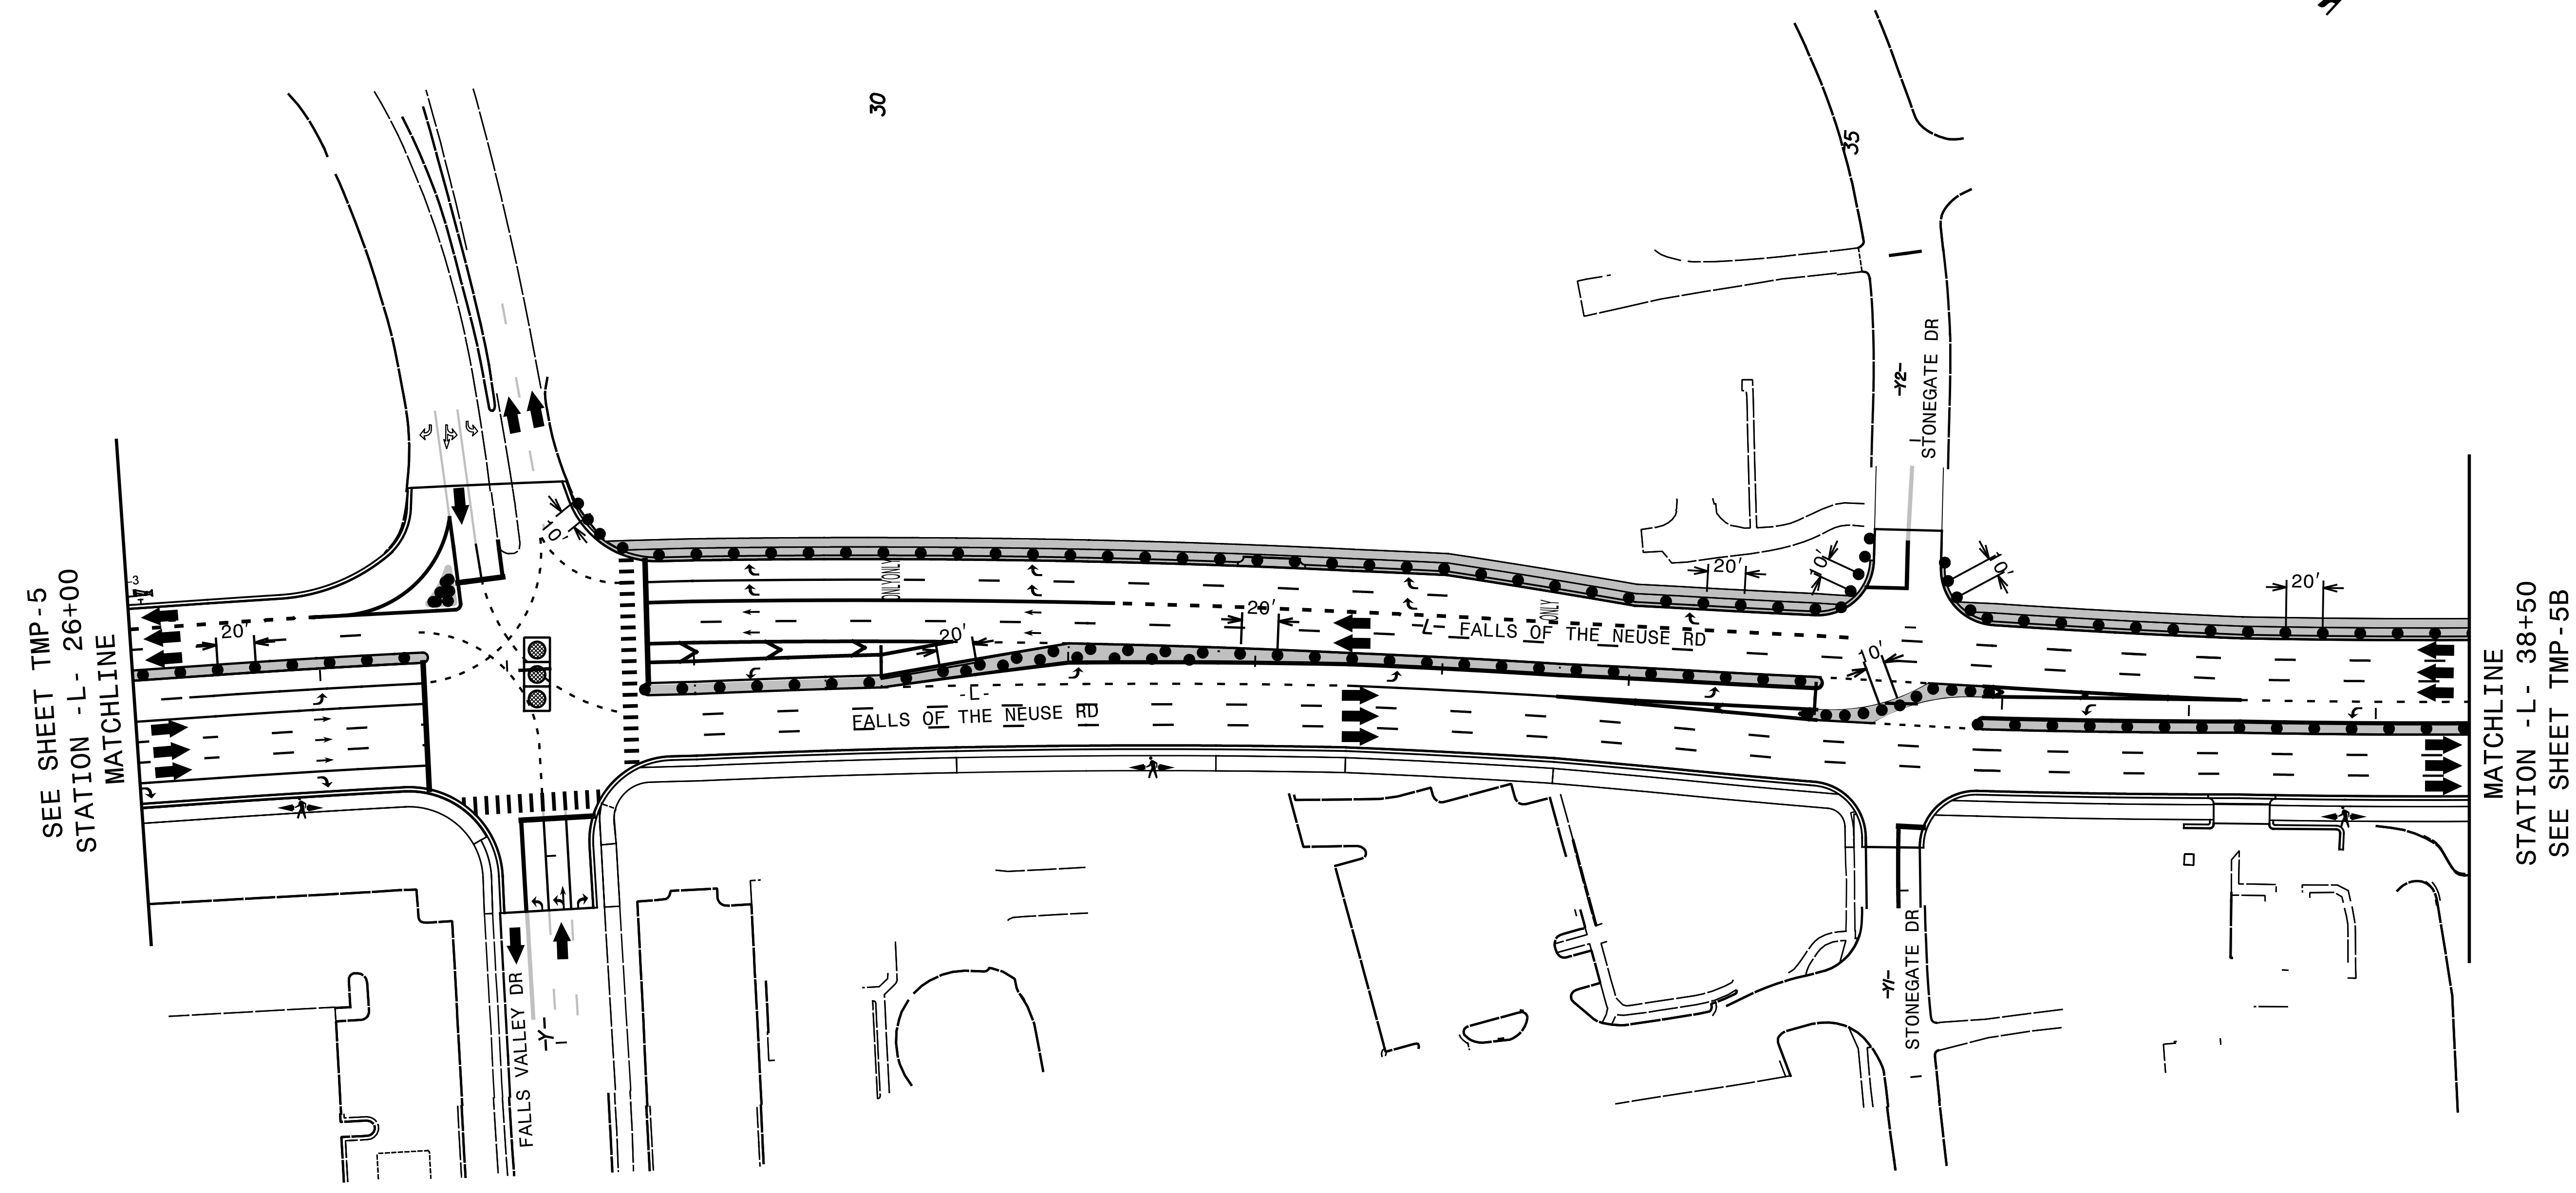 SEE SHEET TMP-5
STATION -L- 26+00
MATCHLINE
30
35
-Y2-
STONEGATE DR
-3
10'
20'
ONLY
ONLY
20'
20'
ONLY
20'
10'
10'
20'
-L- FALLS OF THE NEUSE RD
-L-
FALLS OF THE NEUSE RD
10'
MATCHLINE
STATION -L- 38+50
SEE SHEET TMP-5B
FALLS VALLEY DR
-Y-
-Y1-
STONEGATE DR